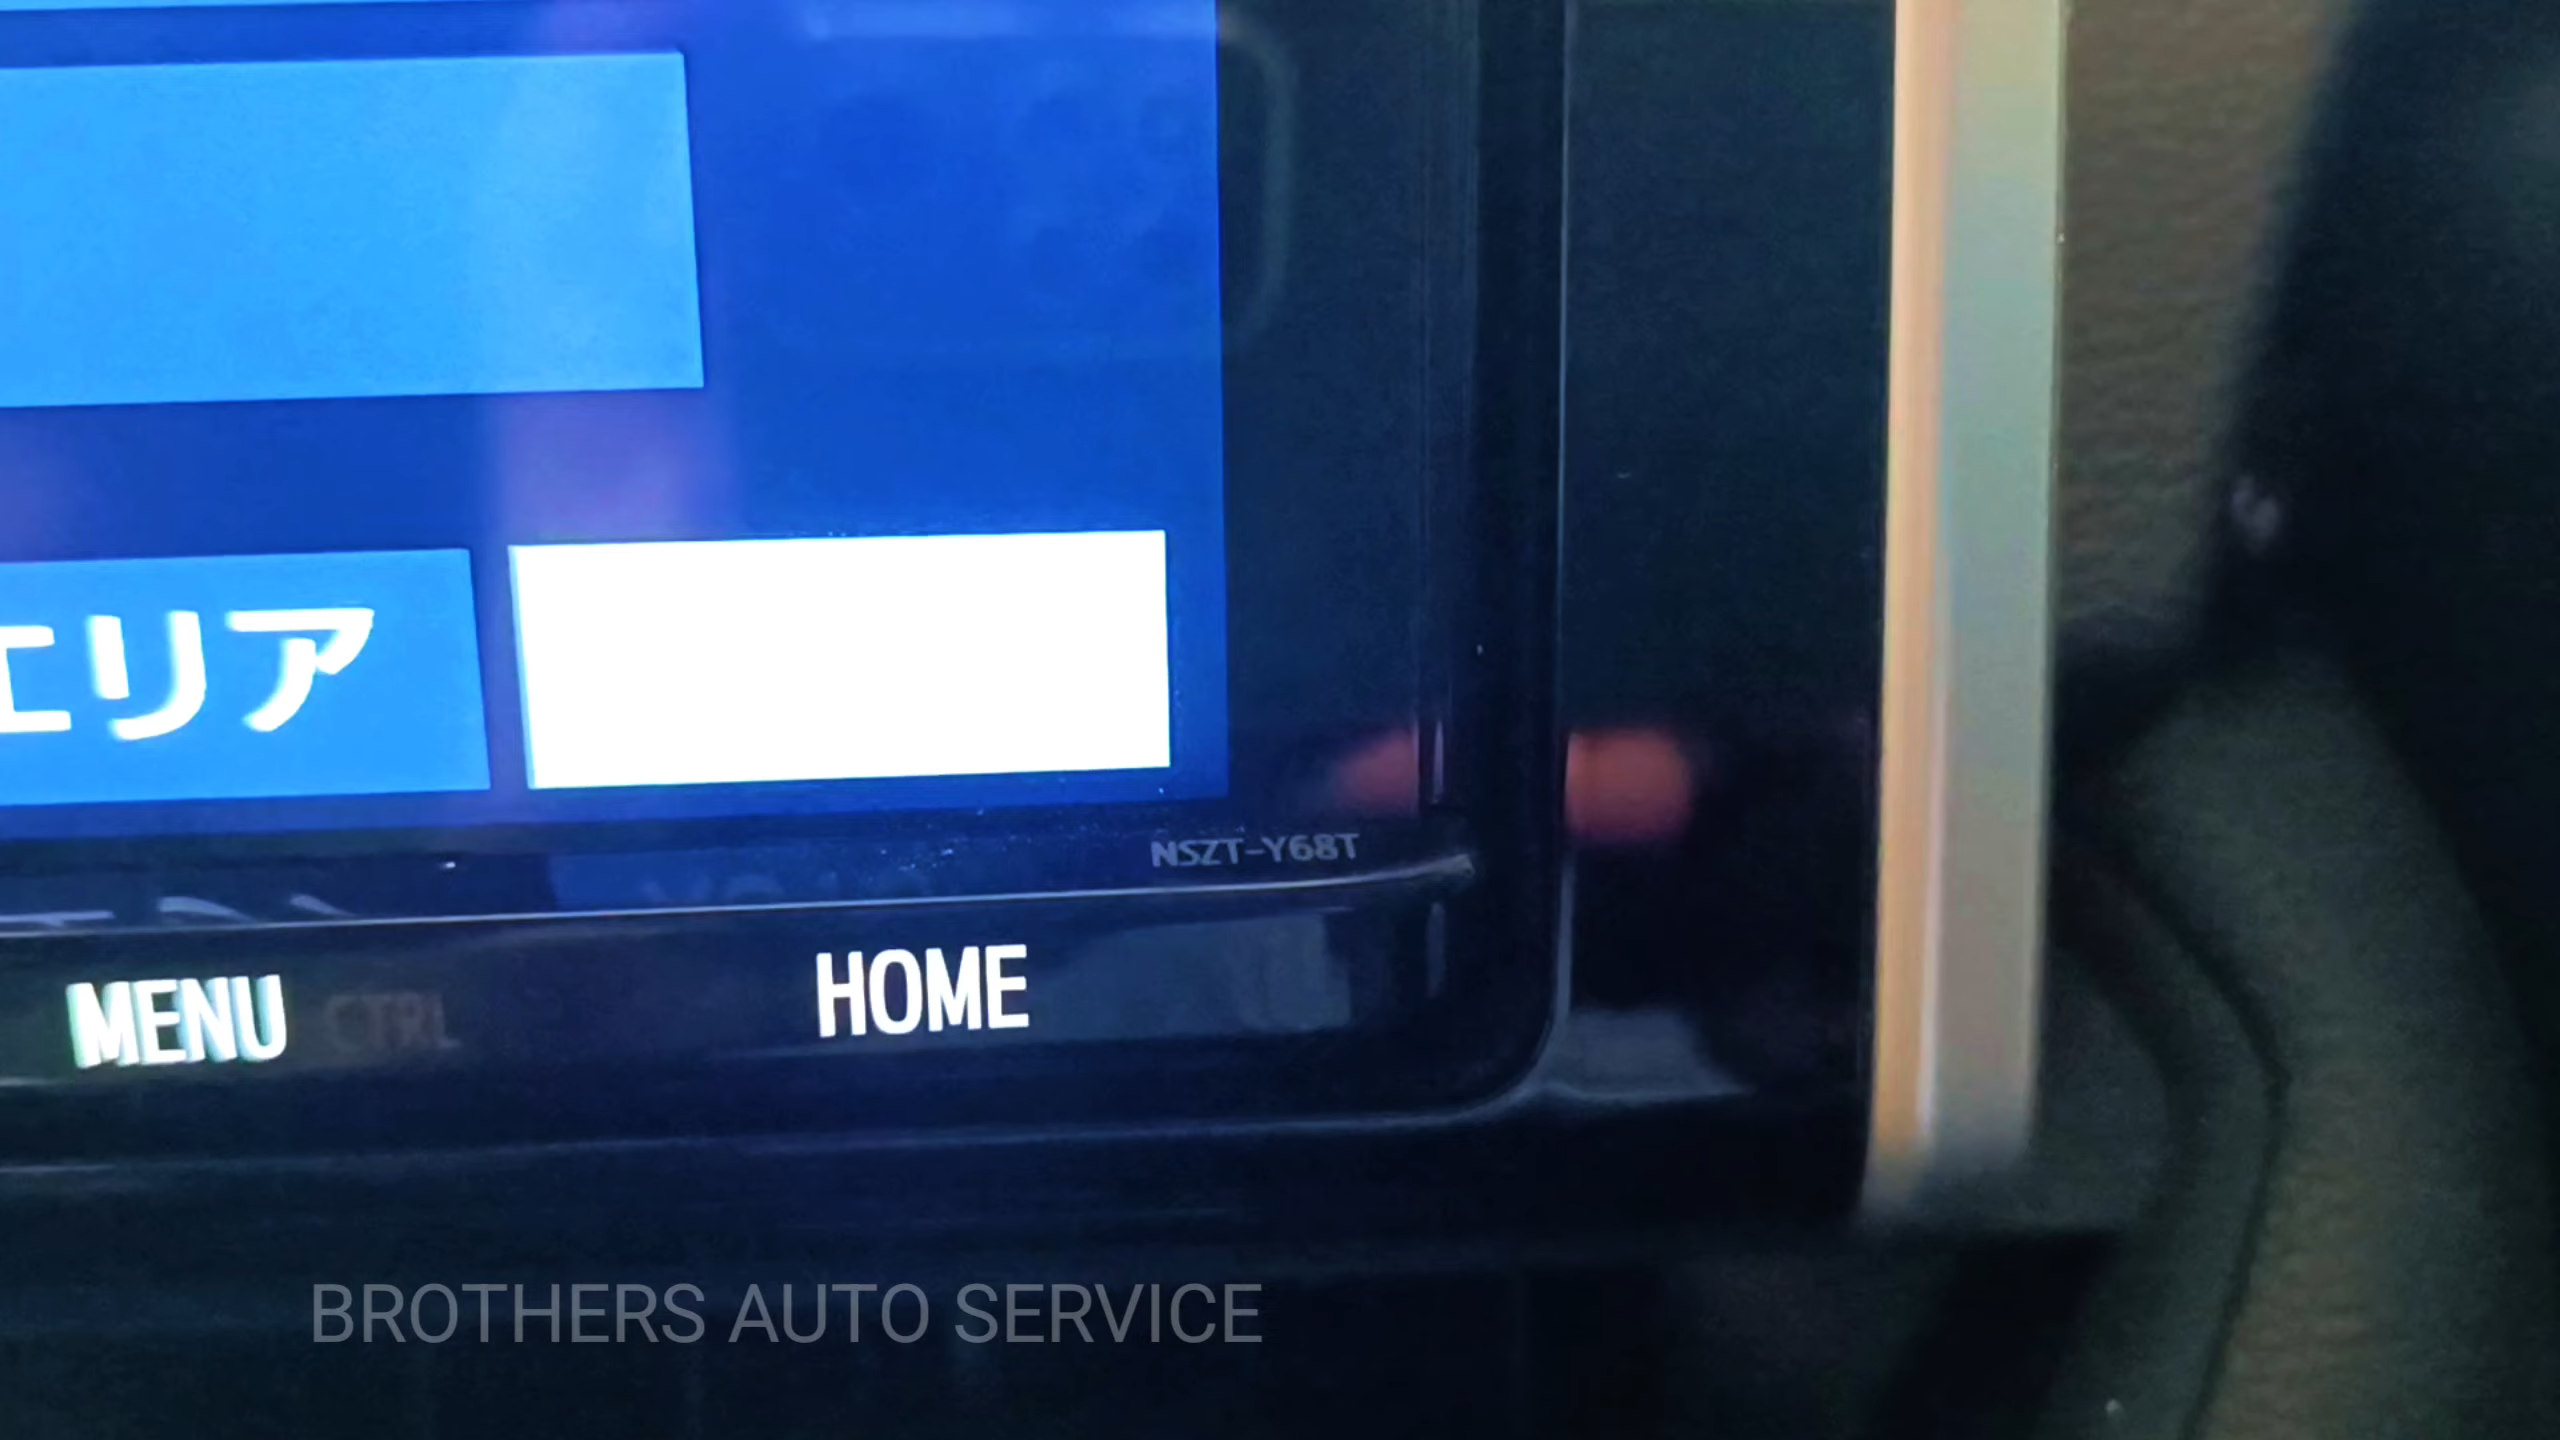 エリア
NSZT-Y68T
MENU CTRL
HOME
BROTHERS AUTO SERVICE